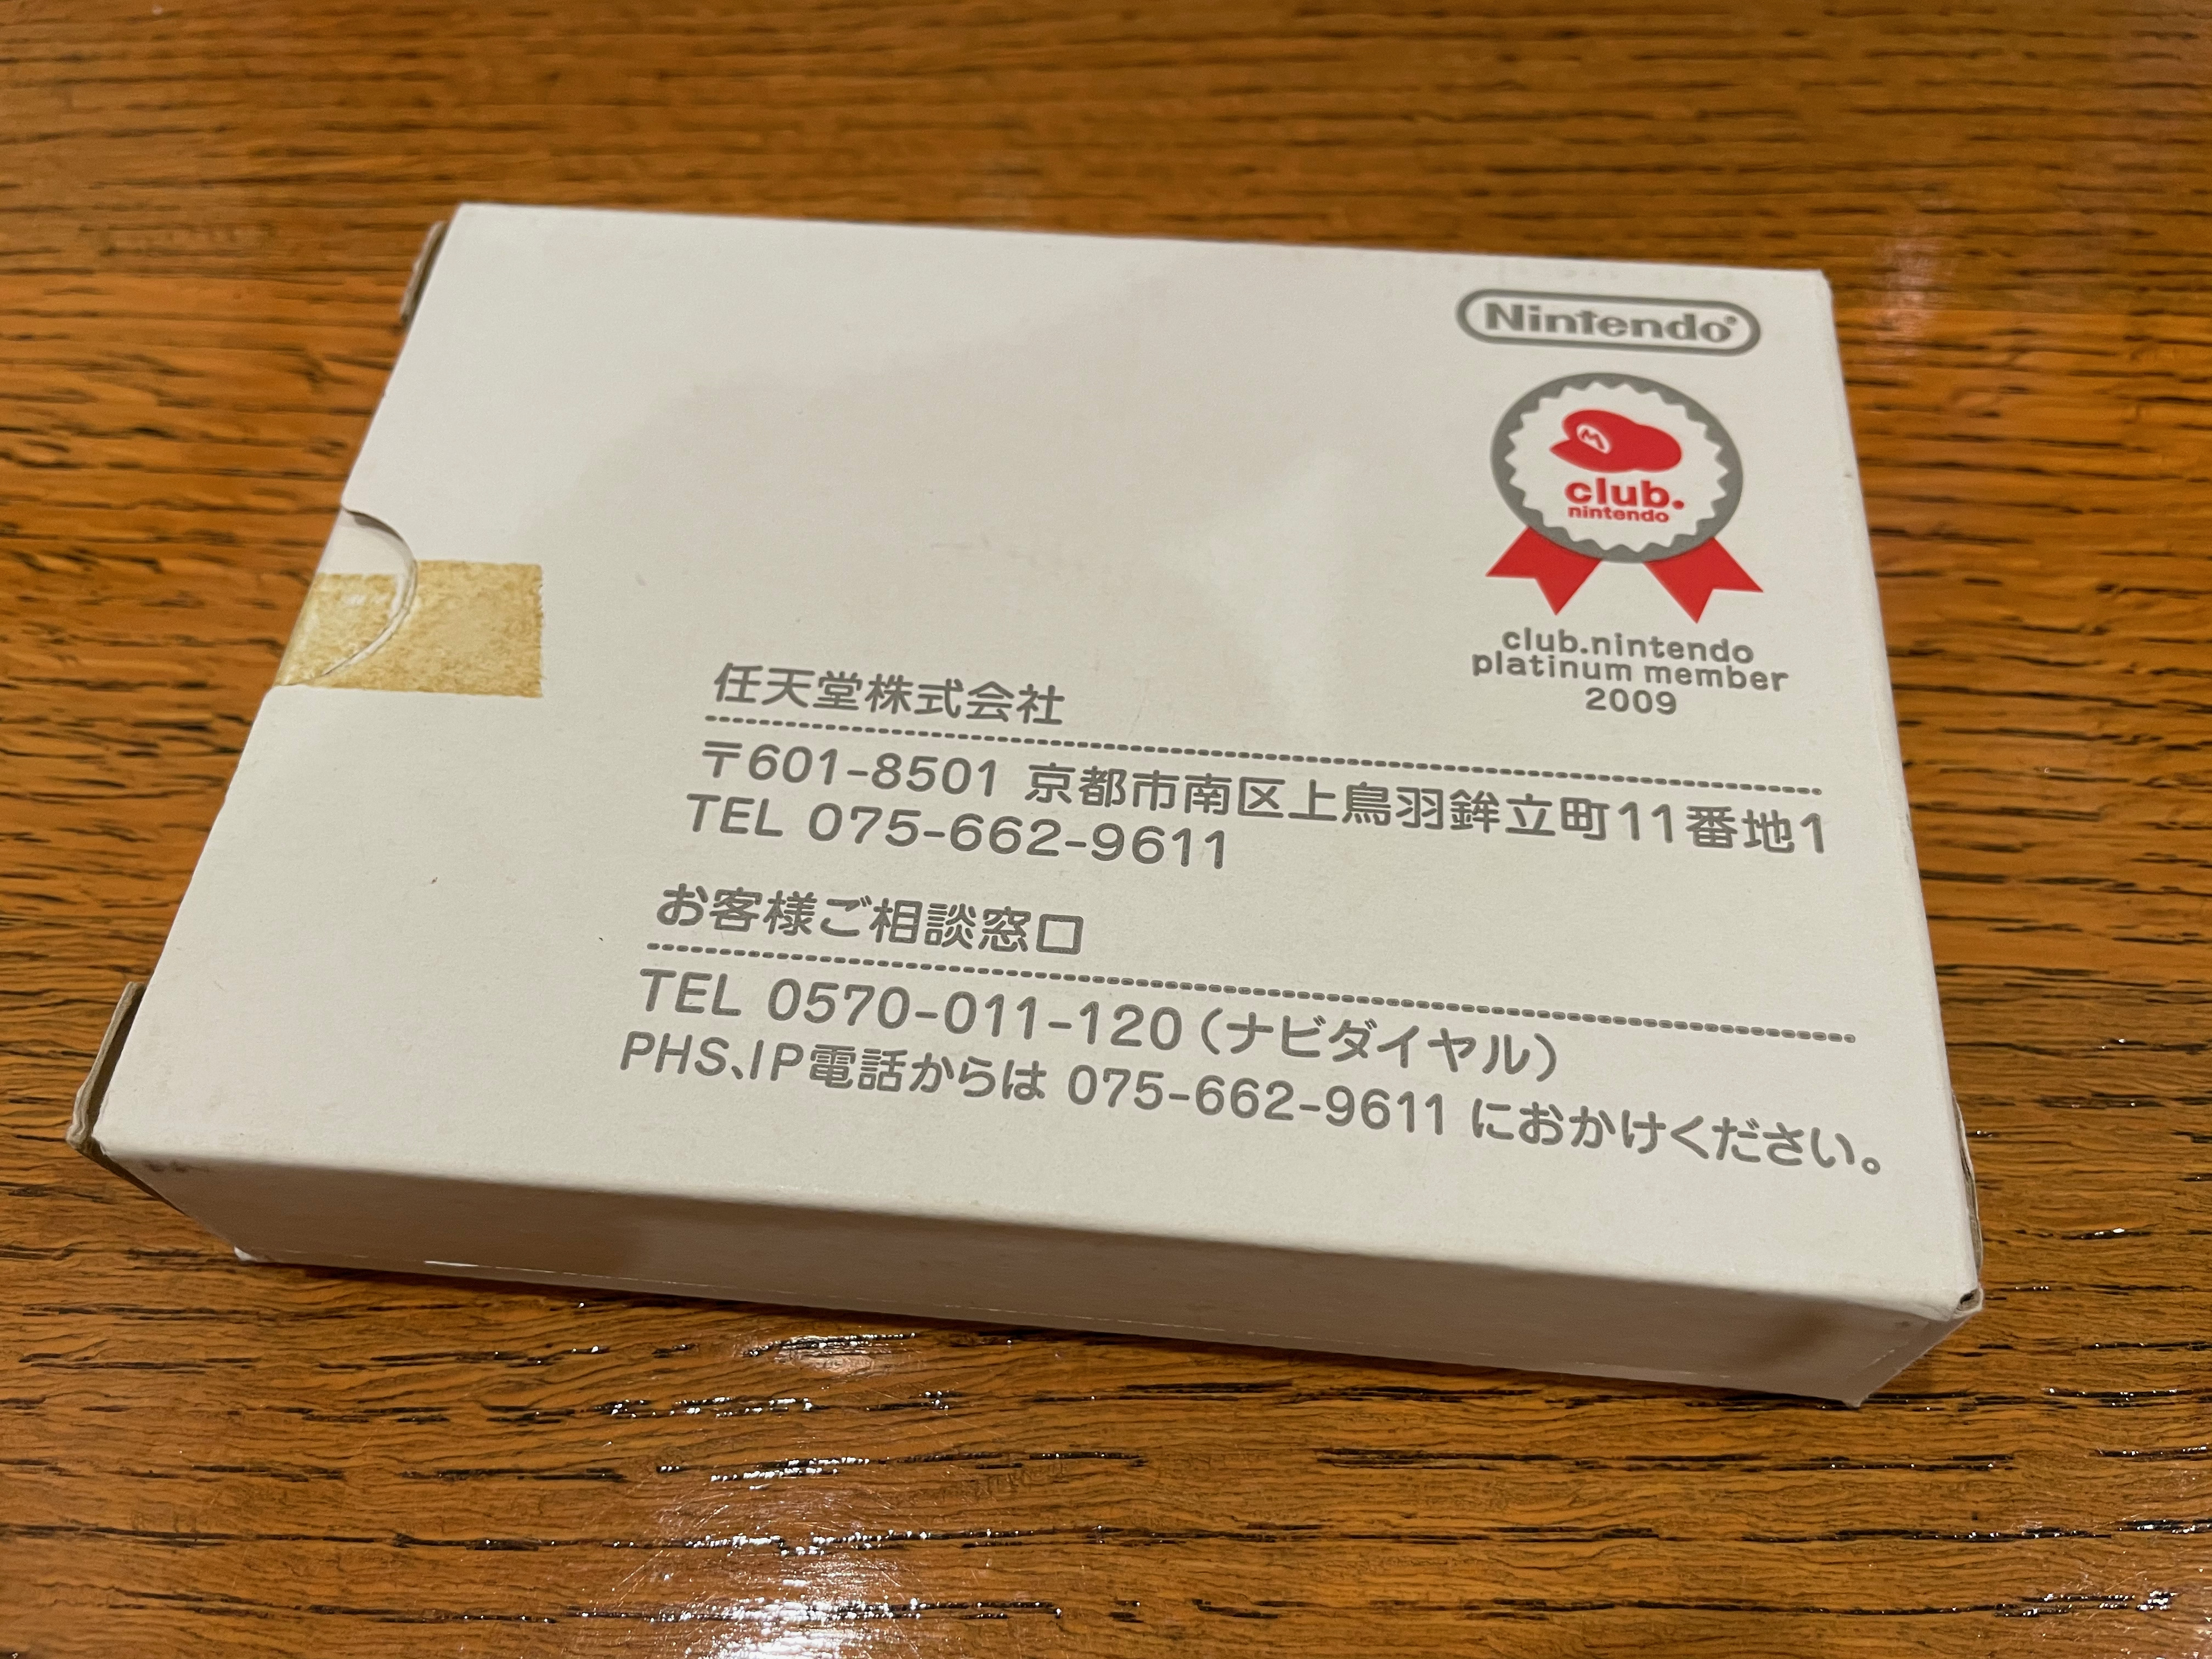 Nintendo®
M
club.
nintendo
club.nintendo
platinum member
2009
任天堂株式会社
〒601-8501 京都市南区上鳥羽鉾立町11番地1
TEL 075-662-9611
お客様ご相談窓口
TEL 0570-011-120（ナビダイヤル）
PHS､IP電話からは 075-662-9611 におかけください。